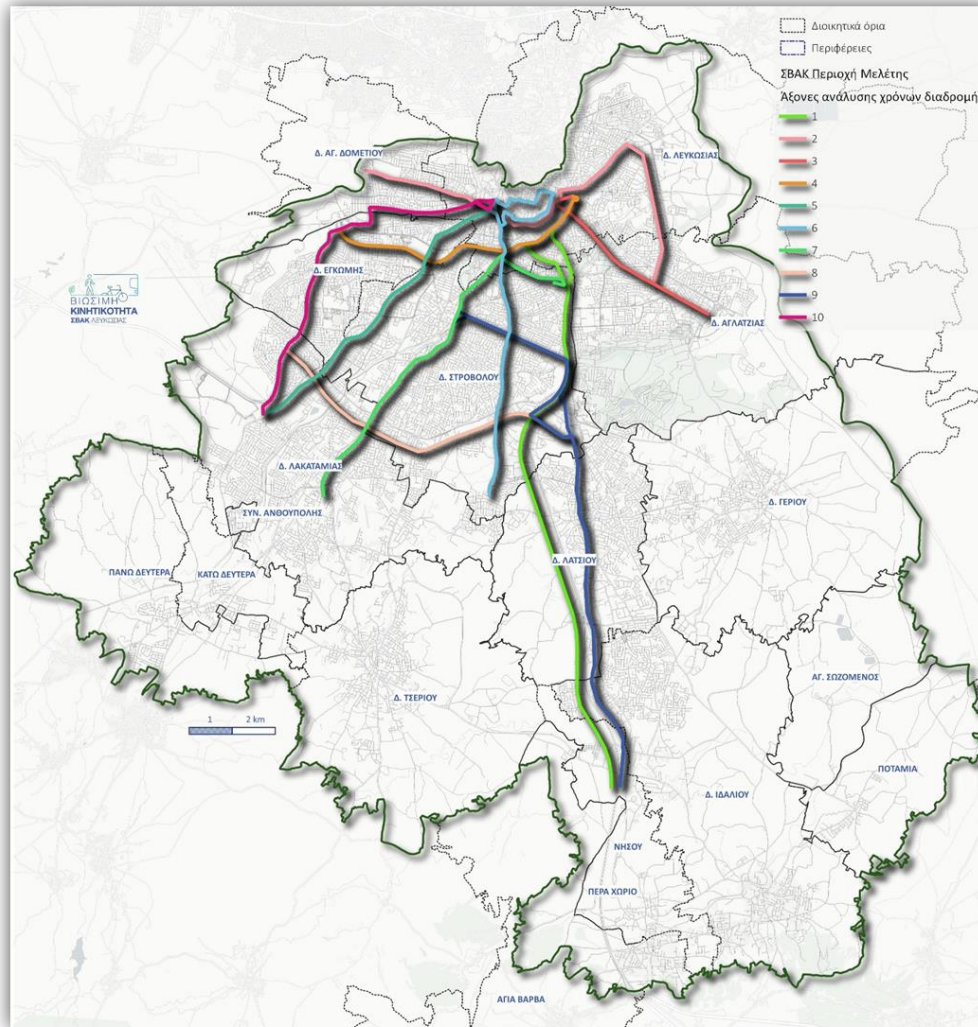 Διοικητικά όρια
Περιφέρειες
ΣΒΑΚ Περιοχή Μελέτης
Άξονες ανάλυσης χρόνων διαδρομή
1
2
3
4
5
6
7
8
9
10
Δ. ΑΓ. ΔΟΜΕΤΙΟΥ
Δ. ΛΕΥΚΩΣΙΑΣ
Δ. ΕΓΚΩΜΗΣ
ΒΙΩΣΙΜΗ
ΚΙΝΗΤΙΚΟΤΗΤΑ
ΣΒΑΚ ΛΕΥΚΩΣΙΑΣ
Δ. ΑΓΛΑΤΖΙΑΣ
Δ. ΣΤΡΟΒΟΛΟΥ
Δ. ΛΑΚΑΤΑΜΙΑΣ
Δ. ΓΕΡΙΟΥ
ΣΥΝ. ΑΝΘΟΥΠΟΛΗΣ
Δ. ΛΑΤΣΙΟΥ
ΠΑΝΩ ΔΕΥΤΕΡΑ
ΚΑΤΩ ΔΕΥΤΕΡΑ
ΑΓ. ΣΩΖΟΜΕΝΟΣ
Δ. ΤΣΕΡΙΟΥ
1 2 km
ΠΟΤΑΜΙΑ
Δ. ΙΔΑΛΙΟΥ
ΝΗΣΟΥ
ΠΕΡΑ ΧΩΡΙΟ
ΑΓΙΑ ΒΑΡΒΑ